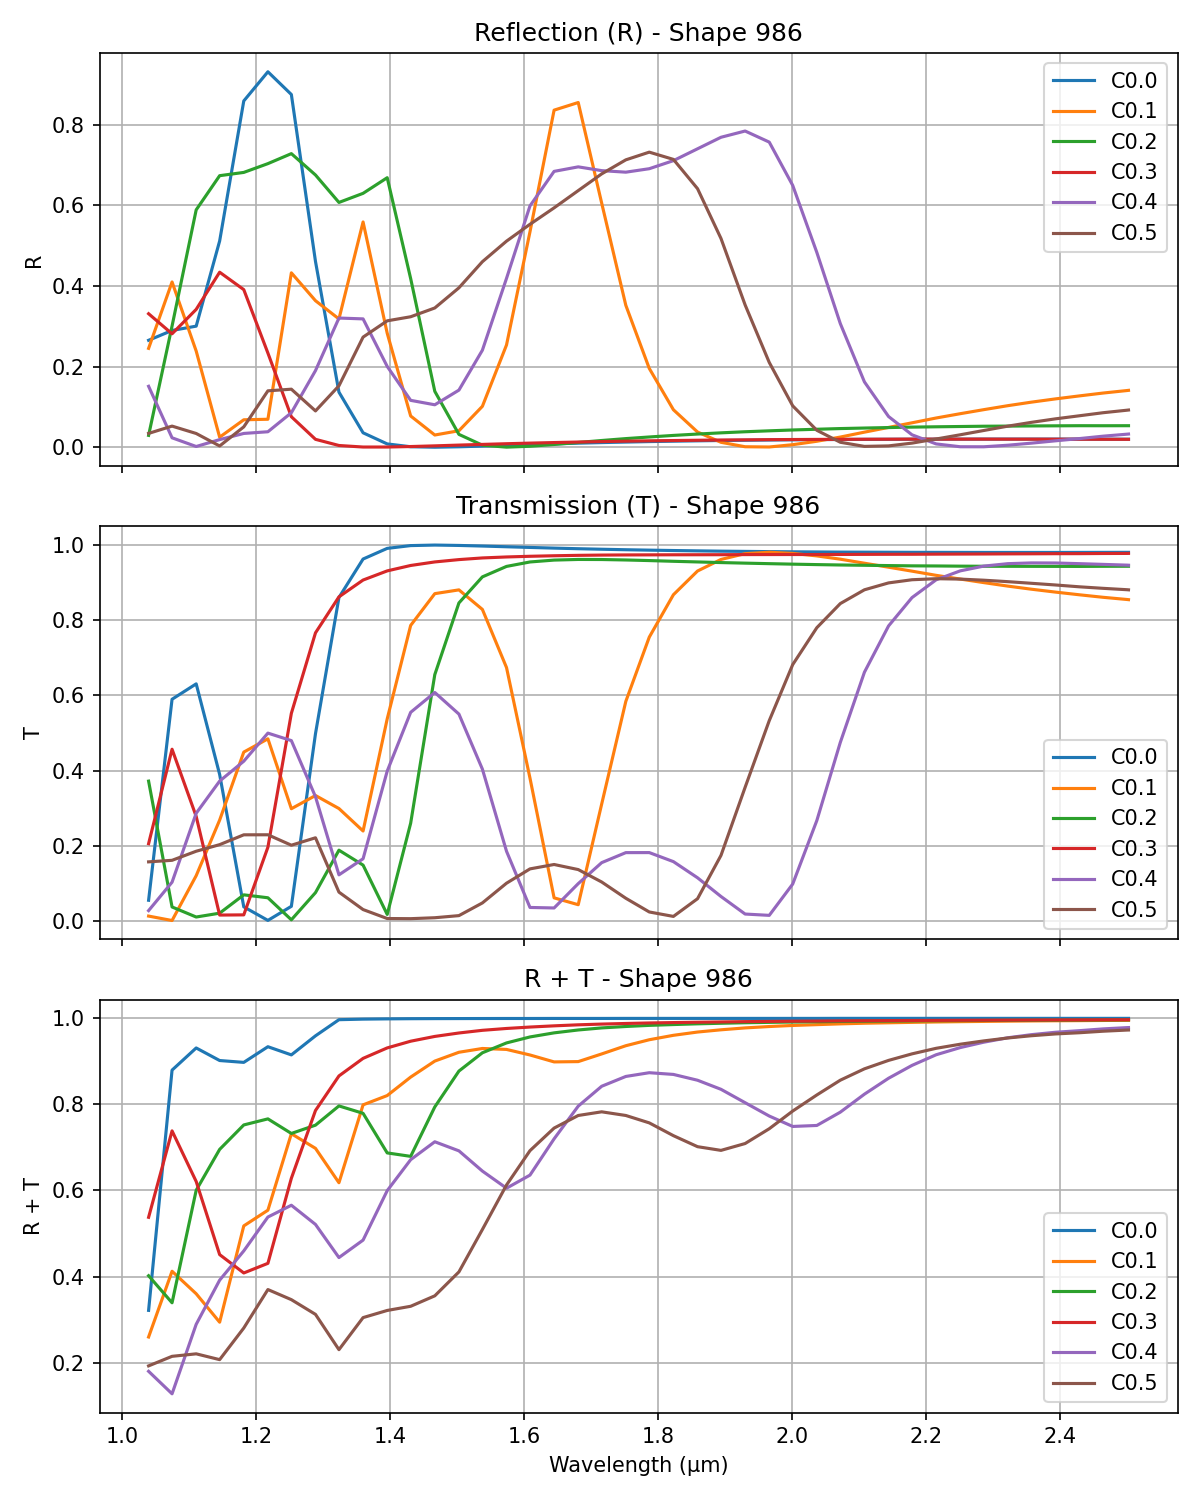 Reflection (R) - Shape 986
R
0.8
0.6
0.4
0.2
0.0
C0.0
C0.1
C0.2
C0.3
C0.4
C0.5
Transmission (T) - Shape 986
T
1.0
0.8
0.6
0.4
0.2
0.0
C0.0
C0.1
C0.2
C0.3
C0.4
C0.5
R + T - Shape 986
R + T
1.0
0.8
0.6
0.4
0.2
C0.0
C0.1
C0.2
C0.3
C0.4
C0.5
1.0 1.2 1.4 1.6 1.8 2.0 2.2 2.4
Wavelength (μm)